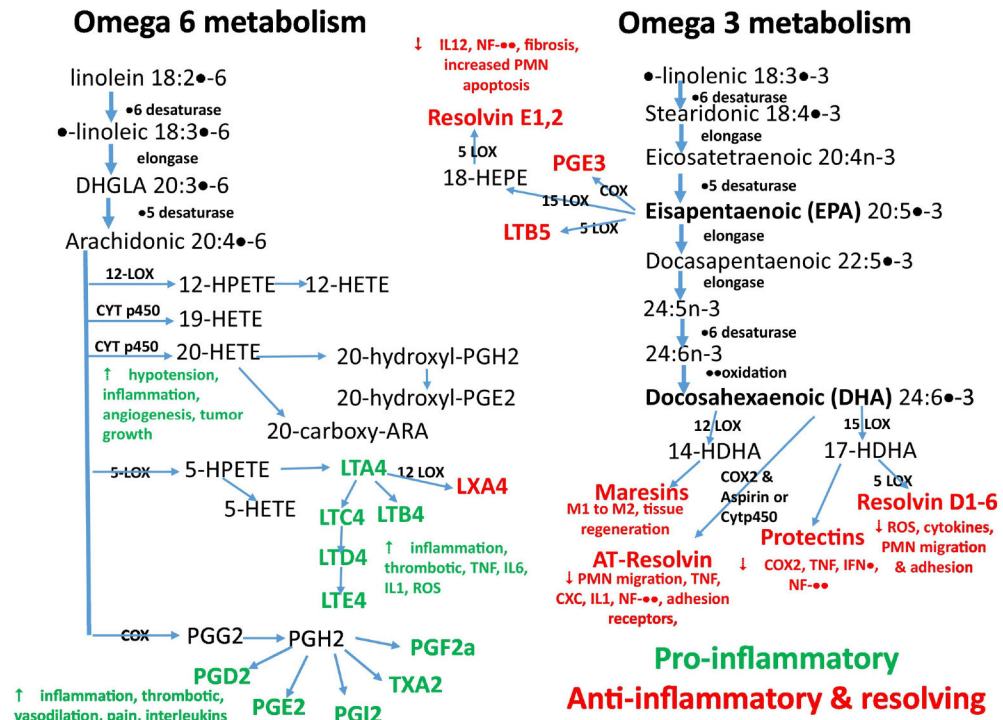 Omega 6 metabolism
linolein 18:2●-6
●6 desaturase
●-linoleic 18:3●-6
elongase
DHGLA 20:3●-6
●5 desaturase
Arachidonic 20:4●-6
12-LOX
12-HPETE
12-HETE
CYT p450
19-HETE
CYT p450
20-HETE
20-hydroxyl-PGH2
↑ hypotension,
inflammation,
angiogenesis, tumor
growth
20-hydroxyl-PGE2
20-carboxy-ARA
5-LOX
5-HPETE
5-HETE
LTA4
12 LOX
LXA4
LTC4
LTB4
LTD4
LTE4
↑ inflammation,
thrombotic, TNF, IL6,
IL1, ROS
COX
PGG2
PGH2
PGF2a
PGD2
TXA2
PGE2
PGI2
↑ inflammation, thrombotic,
vasodilation, pain, interleukins
Omega 3 metabolism
↓ IL12, NF-●●, fibrosis,
increased PMN
apoptosis
Resolvin E1,2
5 LOX
18-HEPE
PGE3
COX
15 LOX
LTB5
5 LOX
●-linolenic 18:3●-3
●6 desaturase
Stearidonic 18:4●-3
elongase
Eicosatetraenoic 20:4n-3
●5 desaturase
Eisapentaenoic (EPA) 20:5●-3
elongase
Docasapentaenoic 22:5●-3
elongase
24:5n-3
●6 desaturase
24:6n-3
●●oxidation
Docosahexaenoic (DHA) 24:6●-3
12 LOX
14-HDHA
15 LOX
17-HDHA
COX2 &
Aspirin or
Cytp450
5 LOX
Maresins
M1 to M2, tissue
regeneration
Resolvin D1-6
↓ ROS, cytokines,
PMN migration
& adhesion
Protectins
↓ COX2, TNF, IFN●,
NF-●●
AT-Resolvin
↓ PMN migration, TNF,
CXC, IL1, NF-●●, adhesion
receptors,
Pro-inflammatory
Anti-inflammatory & resolving